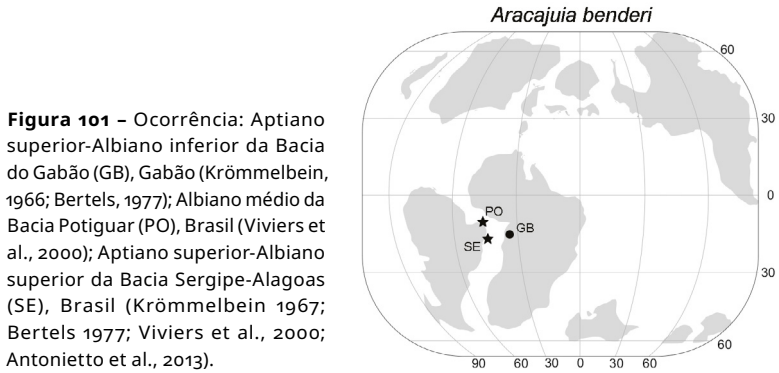 Aracajuia benderi
Figura 101 – Ocorrência: Aptiano
superior-Albiano inferior da Bacia
do Gabão (GB), Gabão (Krömmelbein,
1966; Bertels, 1977); Albiano médio da
Bacia Potiguar (PO), Brasil (Viviers et
al., 2000); Aptiano superior-Albiano
superior da Bacia Sergipe-Alagoas
(SE), Brasil (Krömmelbein 1967;
Bertels 1977; Viviers et al., 2000;
Antonietto et al., 2013).
60
30
0
30
60
PO
GB
SE
90 60 30 0 30 60